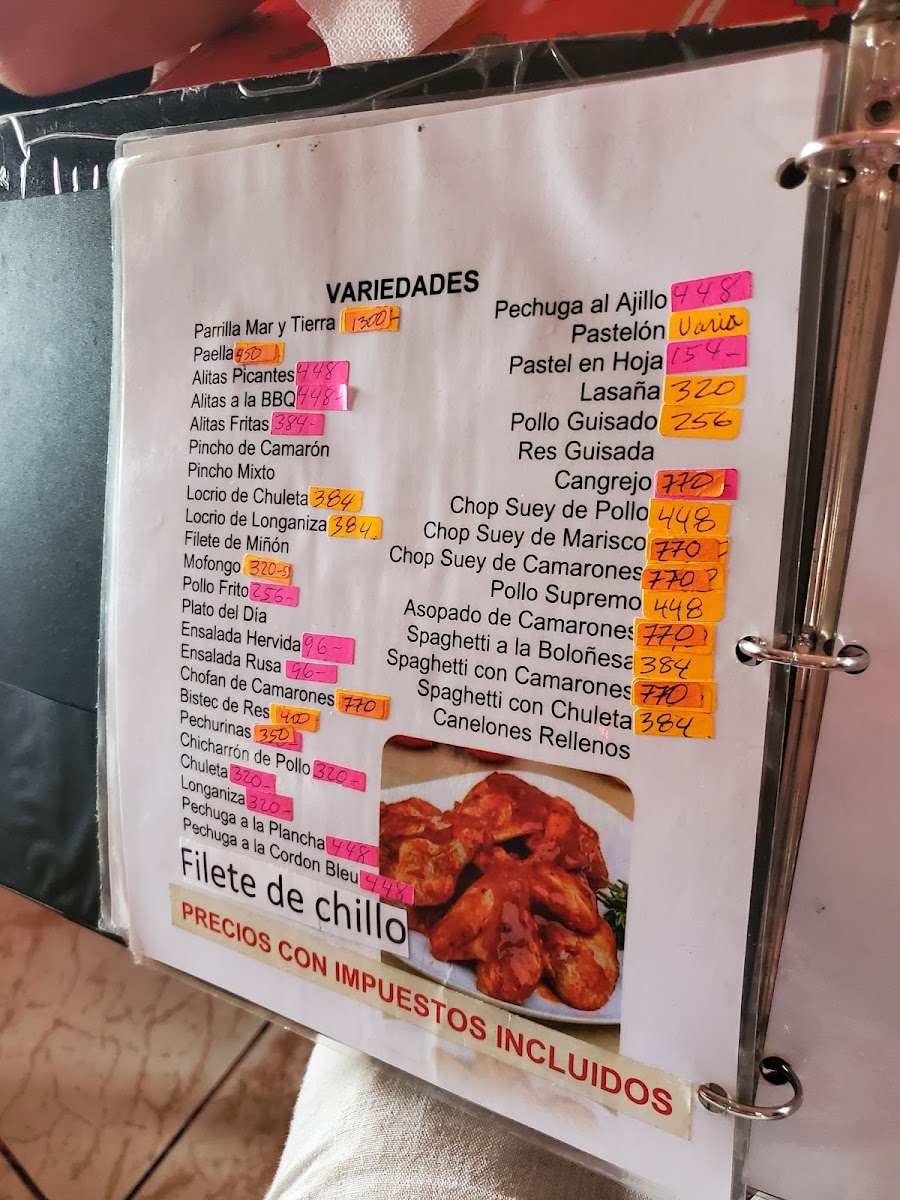 VARIEDADES
Parrilla Mar y Tierra 1300-
Paella 450
Alitas Picantes 448
Alitas a la BBQ 448-
Alitas Fritas 384-
Pincho de Camarón
Pincho Mixto
Locrio de Chuleta 384
Locrio de Longaniza 384.
Filete de Miñón
Mofongo 320-
Pollo Frito 256-
Plato del Día
Ensalada Hervida 96-
Ensalada Rusa 96-
Chofan de Camarones 770
Bistec de Res 400
Pechurinas 350
Chicharrón de Pollo 320-
Chuleta 320-
Longaniza 320-
Pechuga a la Plancha 448
Pechuga a la Cordon Bleu 448
Filete de chillo
Pechuga al Ajillo 448
Pastelón Varia
Pastel en Hoja 154-
Lasaña 320
Pollo Guisado 256
Res Guisada
Cangrejo 770
Chop Suey de Pollo 448
Chop Suey de Marisco 770
Chop Suey de Camarones 770
Pollo Supremo 448
Asopado de Camarones 770
Spaghetti a la Boloñesa 384
Spaghetti con Camarones 770
Spaghetti con Chuleta 384
Canelones Rellenos
PRECIOS CON IMPUESTOS INCLUIDOS